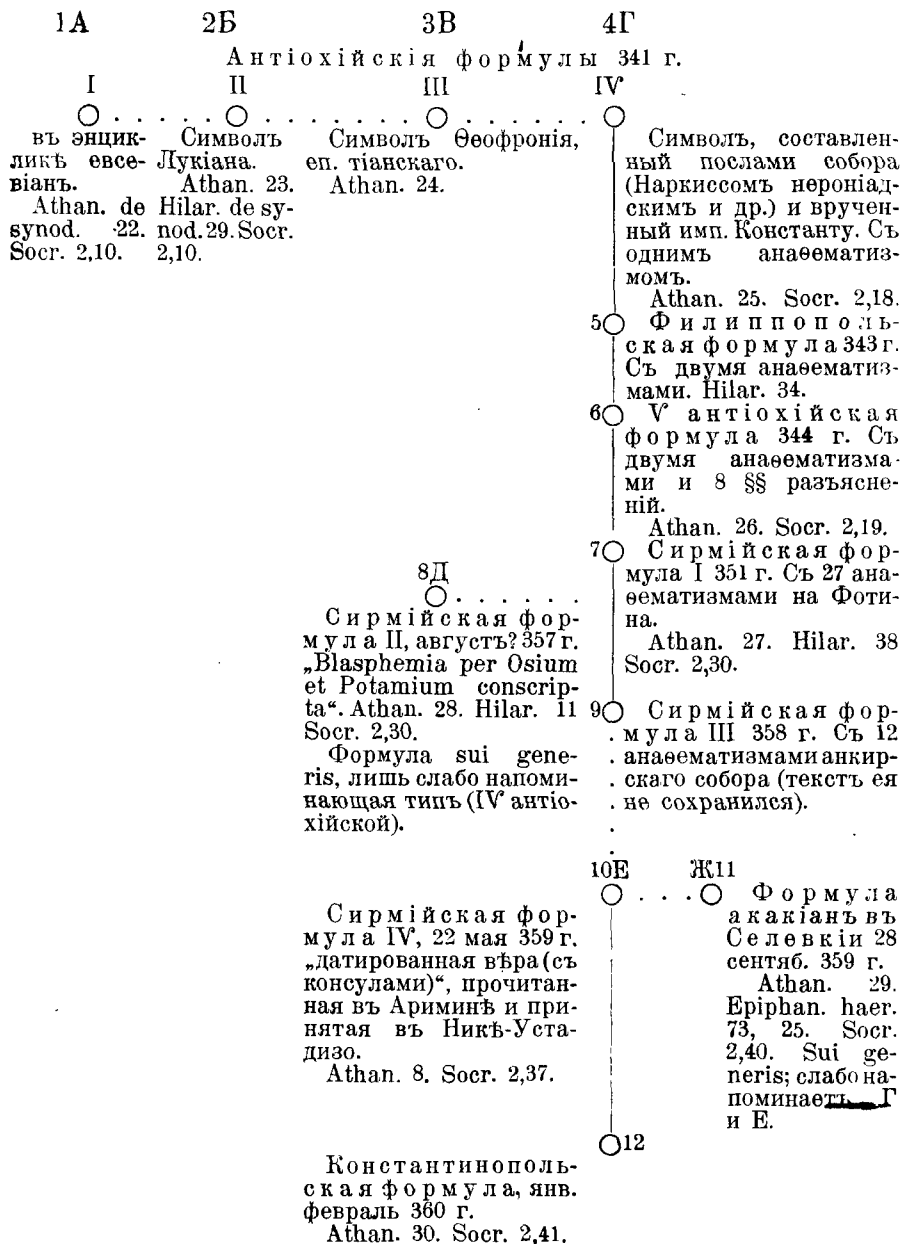 1А 2Б 3В 4Г
Антіохійскія формулы 341 г.
I II III IV
въ энцик-
ликѣ евсе-
віанъ.
Athan. de
synod. 22.
Socr. 2,10.
Символъ
Лукіана.
Athan. 23.
Hilar. de sy-
nod. 29. Socr.
2,10.
Символъ Ѳеофронія,
еп. тіанскаго.
Athan. 24.
Символъ, составлен-
ный послами собора
(Наркиссомъ нероніад-
скимъ и др.) и вручен-
ный имп. Константу. Съ
однимъ анаѳематиз-
момъ.
Athan. 25. Socr. 2,18.
5 Филиппополь-
ская формула 343 г.
Съ двумя анаѳематиз-
мами. Hilar. 34.
6 V антіохійская
формула 344 г. Съ
двумя анаѳематизма-
ми и 8 §§ разъясне-
ній.
Athan. 26. Socr. 2,19.
7 Сирмійская фор-
мула I 351 г. Съ 27 ана-
ѳематизмами на Фоти-
на.
Athan. 27. Hilar. 38
Socr. 2,30.
8Д
Сирмійская фор-
мула II, августъ? 357 г.
„Blasphemia per Osium
et Potamium conscrip-
ta“. Athan. 28. Hilar. 11
Socr. 2,30.
Формула sui gene-
ris, лишь слабо напоми-
нающая типъ (IV антіо-
хійской).
9 Сирмійская фор-
мула III 358 г. Съ 12
анаѳематизмами анкир-
скаго собора (текстъ ея
не сохранился).
10Е Ж11
Сирмійская фор-
мула IV, 22 мая 359 г.
„датированная вѣра (съ
консулами)“, прочитан-
ная въ Ариминѣ и при-
нятая въ Никѣ-Уста-
дизо.
Athan. 8. Socr. 2,37.
Формула
акакіанъ въ
Селевкіи 28
сентяб. 359 г.
Athan. 29.
Epiphan. haer.
73, 25. Socr.
2,40. Sui ge-
neris; слабо на-
поминаетъ Г
и Е.
12
Константинополь-
ская формула, янв.
февраль 360 г.
Athan. 30. Socr. 2,41.